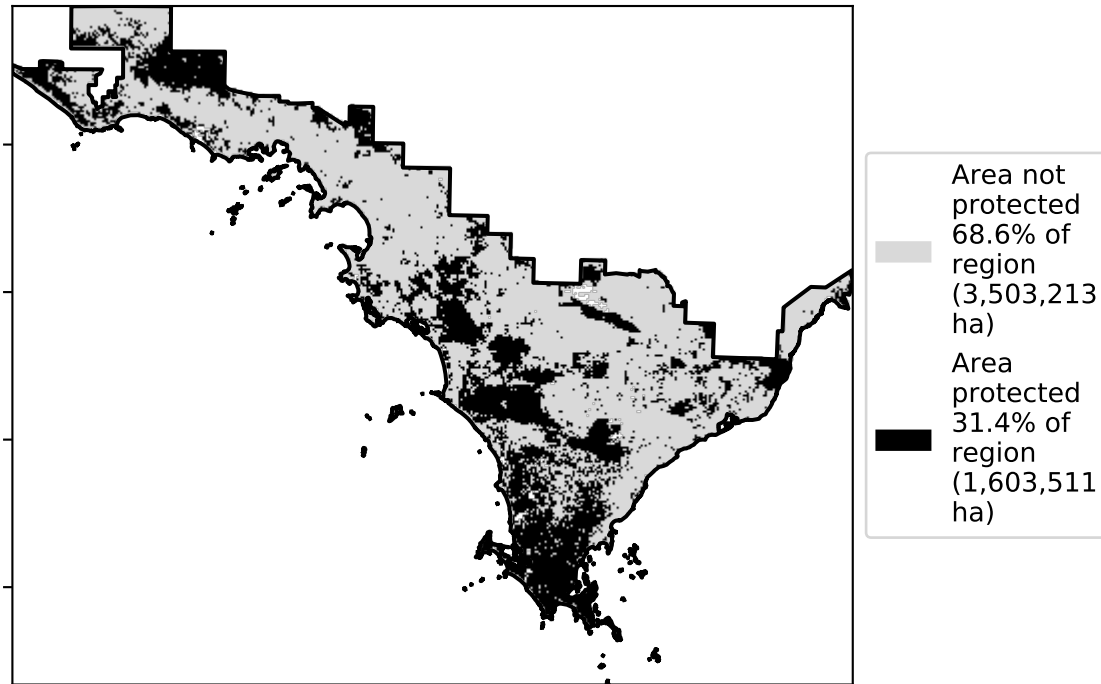 Area not
protected
68.6% of
region
(3,503,213
ha)
Area
protected
31.4% of
region
(1,603,511
ha)